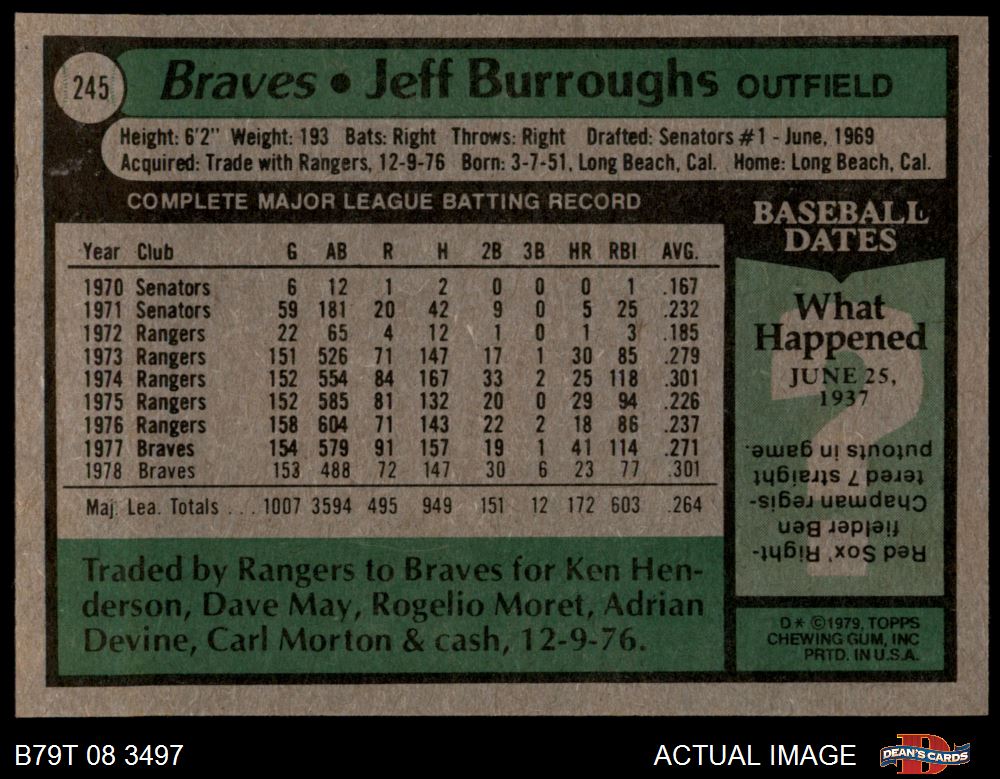 245
Braves • Jeff Burroughs OUTFIELD
Height: 6'2" Weight: 193 Bats: Right Throws: Right Drafted: Senators #1 - June, 1969
Acquired: Trade with Rangers, 12-9-76 Born: 3-7-51, Long Beach, Cal. Home: Long Beach, Cal.
COMPLETE MAJOR LEAGUE BATTING RECORD
Year Club G AB R H 2B 3B HR RBI AVG.
1970 Senators 6 12 1 2 0 0 0 1 .167
1971 Senators 59 181 20 42 9 0 5 25 .232
1972 Rangers 22 65 4 12 1 0 1 3 .185
1973 Rangers 151 526 71 147 17 1 30 85 .279
1974 Rangers 152 554 84 167 33 2 25 118 .301
1975 Rangers 152 585 81 132 20 0 29 94 .226
1976 Rangers 158 604 71 143 22 2 18 86 .237
1977 Braves 154 579 91 157 19 1 41 114 .271
1978 Braves 153 488 72 147 30 6 23 77 .301
Maj. Lea. Totals . . . 1007 3594 495 949 151 12 172 603 .264
Traded by Rangers to Braves for Ken Hen-
derson, Dave May, Rogelio Moret, Adrian
Devine, Carl Morton & cash, 12-9-76.
BASEBALL
DATES
What
Happened
JUNE 25,
1937
Red Sox' Right-
fielder Ben
Chapman regis-
tered 7 straight
putouts in game.
D* ©1979, TOPPS
CHEWING GUM, INC
PRTD. IN U.S.A.
B79T 08 3497
ACTUAL IMAGE
DEAN'S CARDS